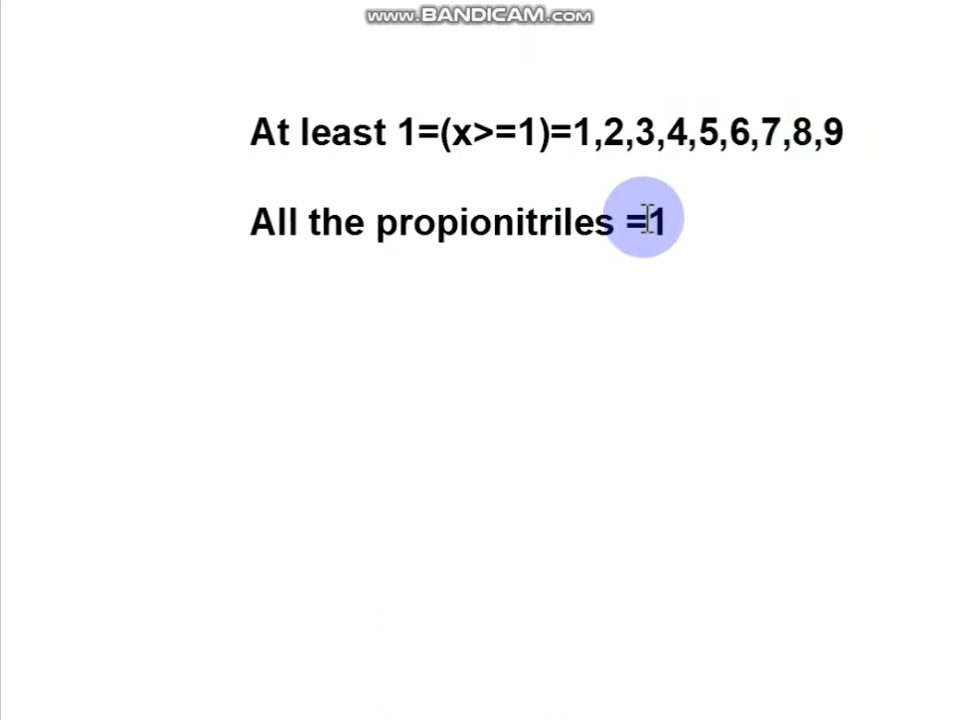 www.BANDICAM.com
At least 1=(x>=1)=1,2,3,4,5,6,7,8,9
All the propionitriles =1